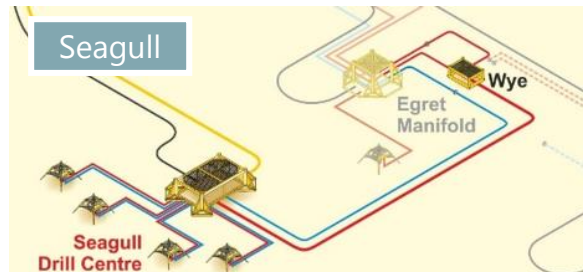 Seagull
Wye
Egret
Manifold
Seagull
Drill Centre